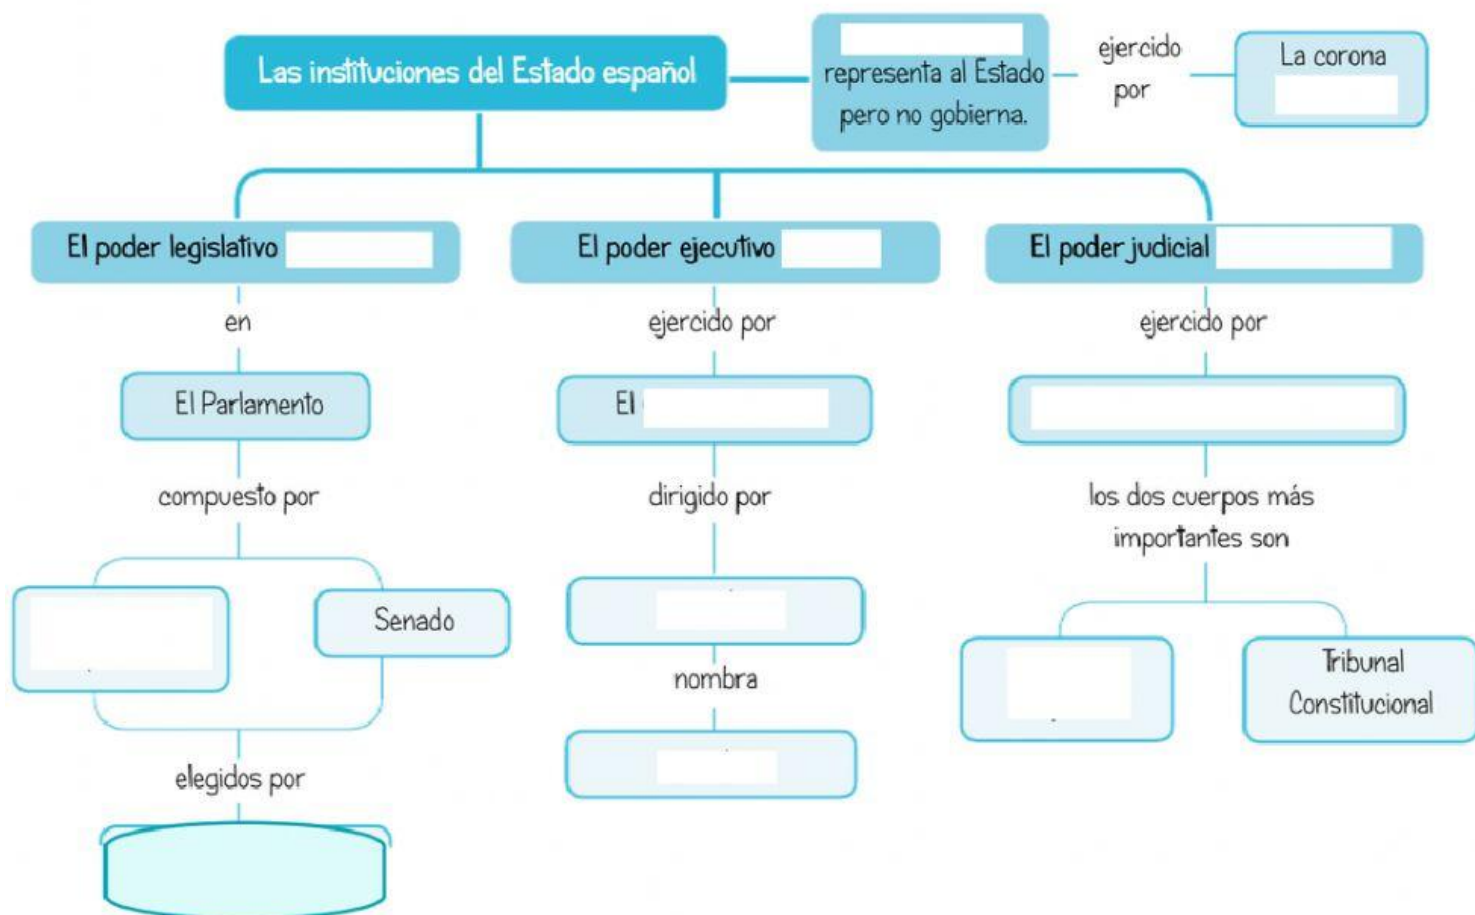 Las instituciones del Estado español
representa al Estado
pero no gobierna.
ejercido
por
La corona
El poder legislativo
El poder ejecutivo
El poder judicial
en
ejercido por
ejercido por
El Parlamento
El
compuesto por
dirigido por
los dos cuerpos más
importantes son
Senado
nombra
Tribunal
Constitucional
elegidos por